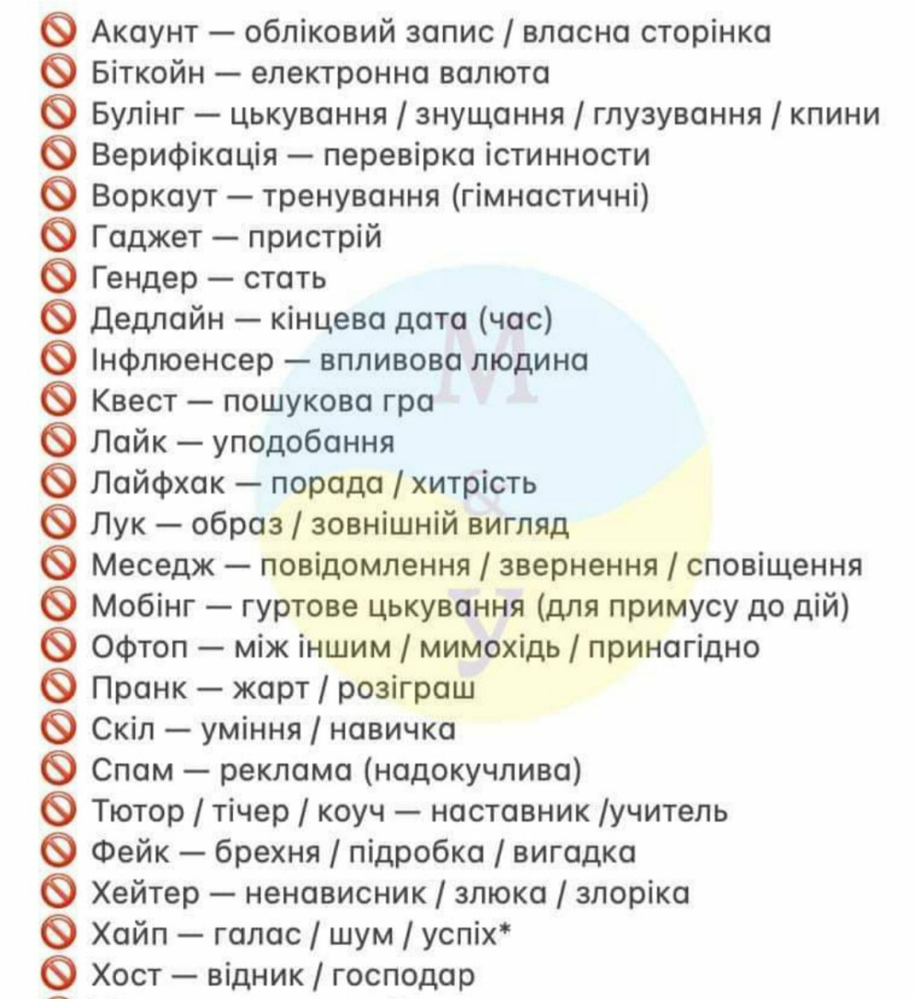 🚫 Акаунт — обліковий запис / власна сторінка
🚫 Біткойн — електронна валюта
🚫 Булінг — цькування / знущання / глузування / кпини
🚫 Верифікація — перевірка істинности
🚫 Воркаут — тренування (гімнастичні)
🚫 Гаджет — пристрій
🚫 Гендер — стать
🚫 Дедлайн — кінцева дата (час)
🚫 Інфлюенсер — впливова людина
🚫 Квест — пошукова гра
🚫 Лайк — уподобання
🚫 Лайфхак — порада / хитрість
🚫 Лук — образ / зовнішній вигляд
🚫 Меседж — повідомлення / звернення / сповіщення
🚫 Мобінг — гуртове цькування (для примусу до дій)
🚫 Офтоп — між іншим / мимохідь / принагідно
🚫 Пранк — жарт / розіграш
🚫 Скіл — уміння / навичка
🚫 Спам — реклама (надокучлива)
🚫 Тютор / тічер / коуч — наставник /учитель
🚫 Фейк — брехня / підробка / вигадка
🚫 Хейтер — ненависник / злюка / злоріка
🚫 Хайп — галас / шум / успіх*
🚫 Хост — відник / господар
М
&
У